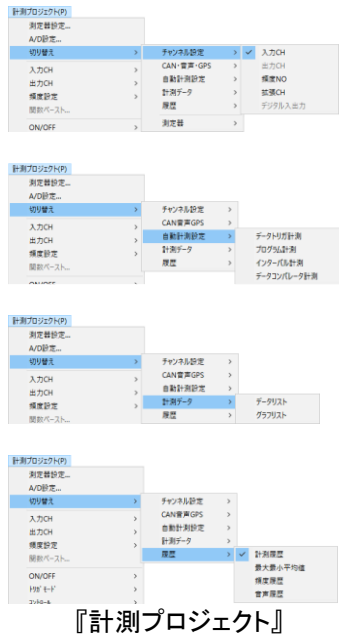 計測プロジェクト(P)
測定器設定...
A/D設定...
切り替え > チャンネル設定 > ✓ 入力CH
CAN・音声・GPS > 出力CH
入力CH > 自動計測設定 > 頻度NO
出力CH > 計測データ > 拡張CH
頻度設定 > 履歴 > デジタル入出力
関数ペースト...
測定器 >
ON/OFF >
計測プロジェクト(P)
測定器設定...
A/D設定...
切り替え > チャンネル設定 >
CAN音声GPS >
入力CH > 自動計測設定 > データトリガ計測
出力CH > 計測データ > プログラム計測
頻度設定 > 履歴 > インターバル計測
関数ペースト... データコンパレータ計測
ON/OFF >
計測プロジェクト(P)
測定器設定...
A/D設定...
切り替え > チャンネル設定 >
CAN音声GPS >
入力CH > 自動計測設定 >
出力CH > 計測データ > データリスト
頻度設定 > 履歴 > グラフリスト
関数ペースト...
計測プロジェクト(P)
測定器設定...
A/D設定...
切り替え > チャンネル設定 >
CAN音声GPS >
入力CH > 自動計測設定 >
出力CH > 計測データ >
頻度設定 > 履歴 > ✓ 計測履歴
関数ペースト... 最大最小平均値
ON/OFF > 頻度履歴
トリガ モード > 音声履歴
コントロール >
『計測プロジェクト』